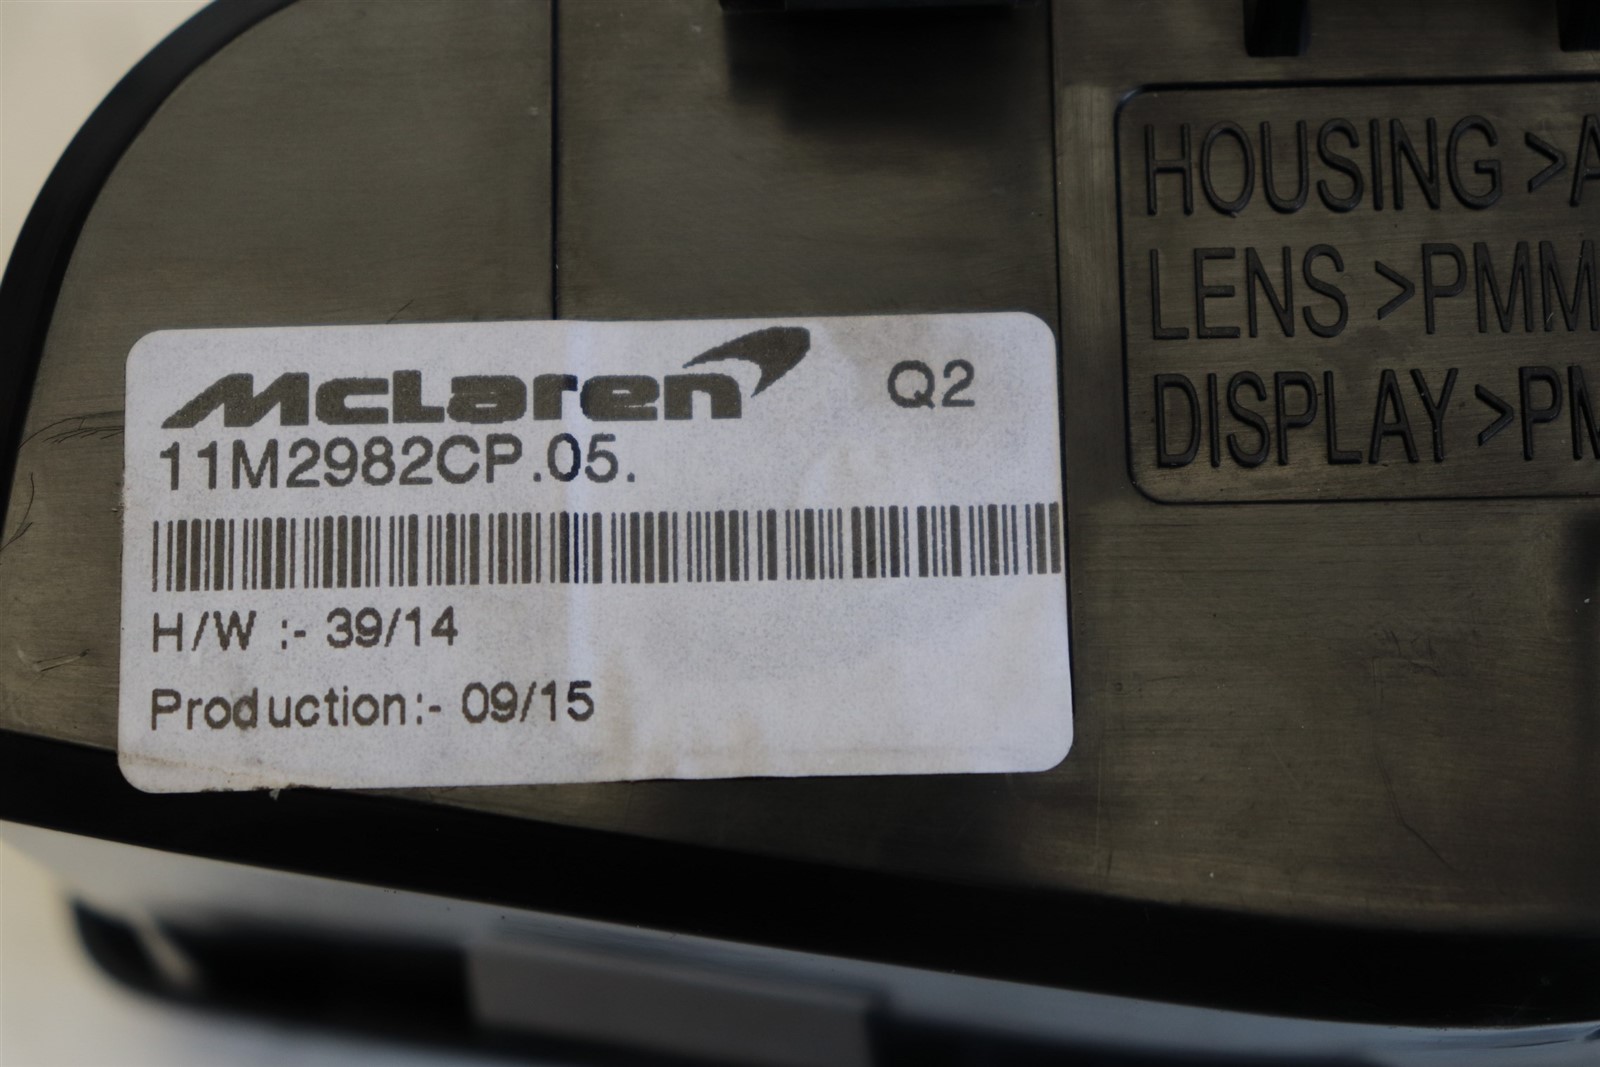 McLaren Q2
11M2982CP.05.
H/W :- 39/14
Production:- 09/15
HOUSING >A
LENS >PMM
DISPLAY >PM